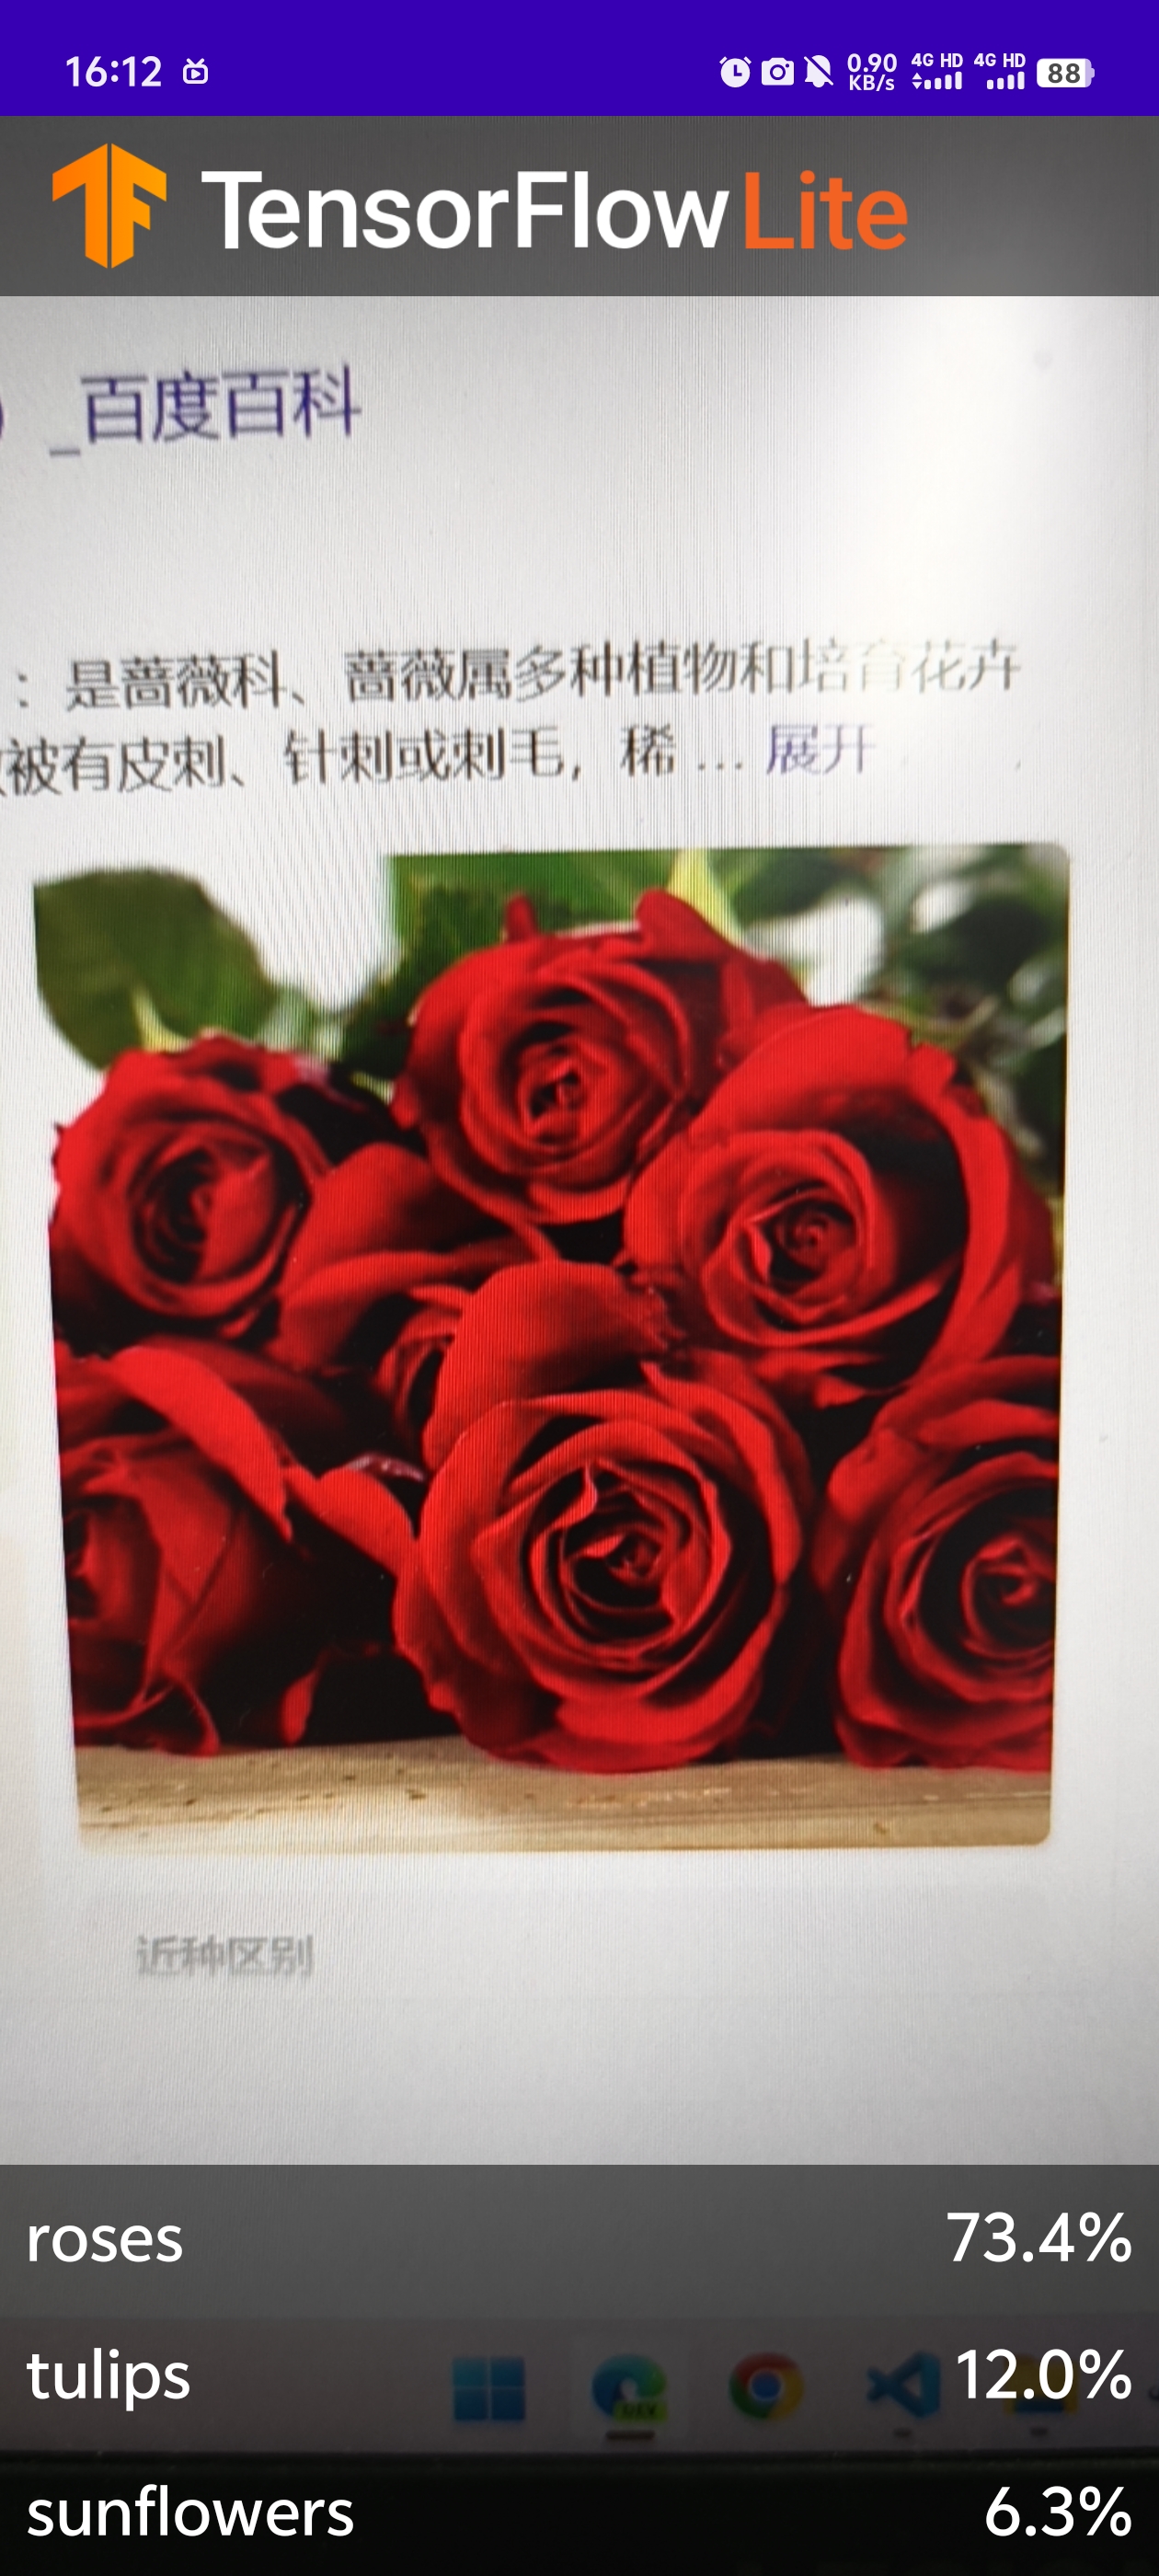 16:12
0.90
KB/s
4G HD
4G HD
88
TensorFlow Lite
_百度百科
：是蔷薇科、蔷薇属多种植物和培育花卉
被有皮刺、针刺或刺毛，稀 ... 展开
近种区别
roses 73.4%
tulips 12.0%
DEV
sunflowers 6.3%